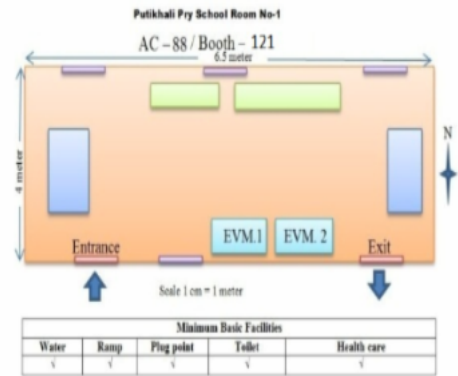 Putikhali Pry School Room No-1
AC – 88 / Booth – 121
6.5 meter
4 meter
N
EVM.1 EVM. 2
Entrance Exit
Scale 1 cm = 1 meter
Minimum Basic Facilities
Water Ramp Plug point Toilet Health care
√ √ √ √ √